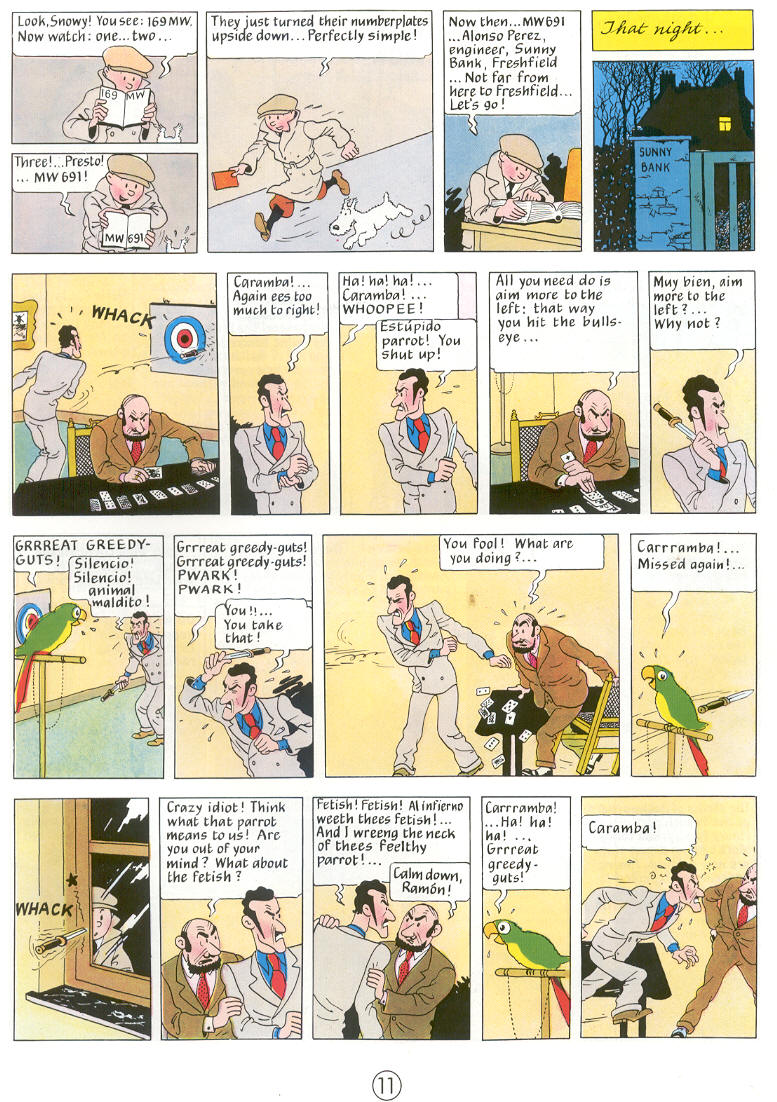 Look, Snowy! You see: 169 MW.
Now watch: one... two...
169 MW
Three!...Presto!
... MW 691!
MW 691
They just turned their numberplates
upside down... Perfectly simple!
Now then...MW 691
...Alonso Perez,
engineer, Sunny
Bank, Freshfield
...Not far from
here to Freshfield...
Let's go!
That night...
SUNNY
BANK
WHACK
Caramba!...
Again ees too
much to right!
Ha! ha! ha!...
Caramba!...
WHOOPEE!
Estúpido
parrot! You
shut up!
All you need do is
aim more to the
left: that way
you hit the bulls-
eye...
Muy bien, aim
more to the
left?...
Why not?
GRRREAT GREEDY-
GUTS!
Silencio!
Silencio!
animal
maldito!
Grrreat greedy-guts!
Grrreat greedy-guts!
PWARK!
PWARK!
You!!...
You take
that!
You fool! What are
you doing?...
Carrramba!...
Missed again!...
WHACK
Crazy idiot! Think
what that parrot
means to us! Are
you out of your
mind? What about
the fetish?
Fetish! Fetish! Al infierno
weeth thees fetish!...
And I wreeng the neck
of thees feelthy
parrot!...
Calm down,
Ramón!
Carrramba!
...Ha! ha!
ha! ...
Grrreat
greedy-
guts!
Caramba!
11